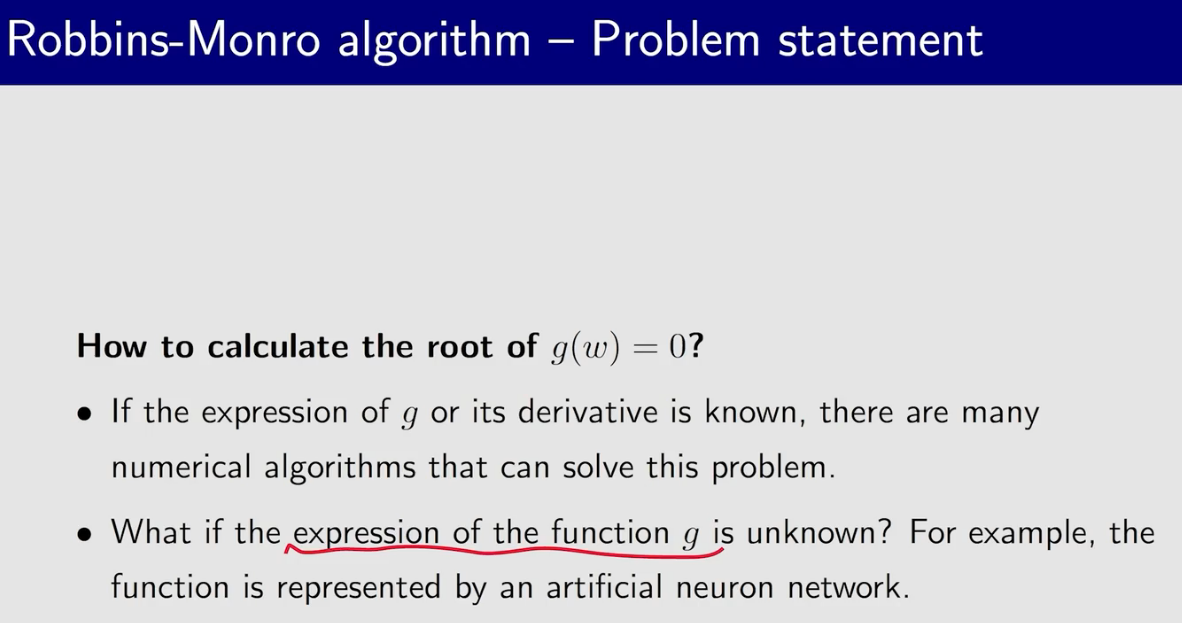 Robbins-Monro algorithm – Problem statement
How to calculate the root of g(w) = 0?
• If the expression of g or its derivative is known, there are many
numerical algorithms that can solve this problem.
• What if the expression of the function g is unknown? For example, the
function is represented by an artificial neuron network.